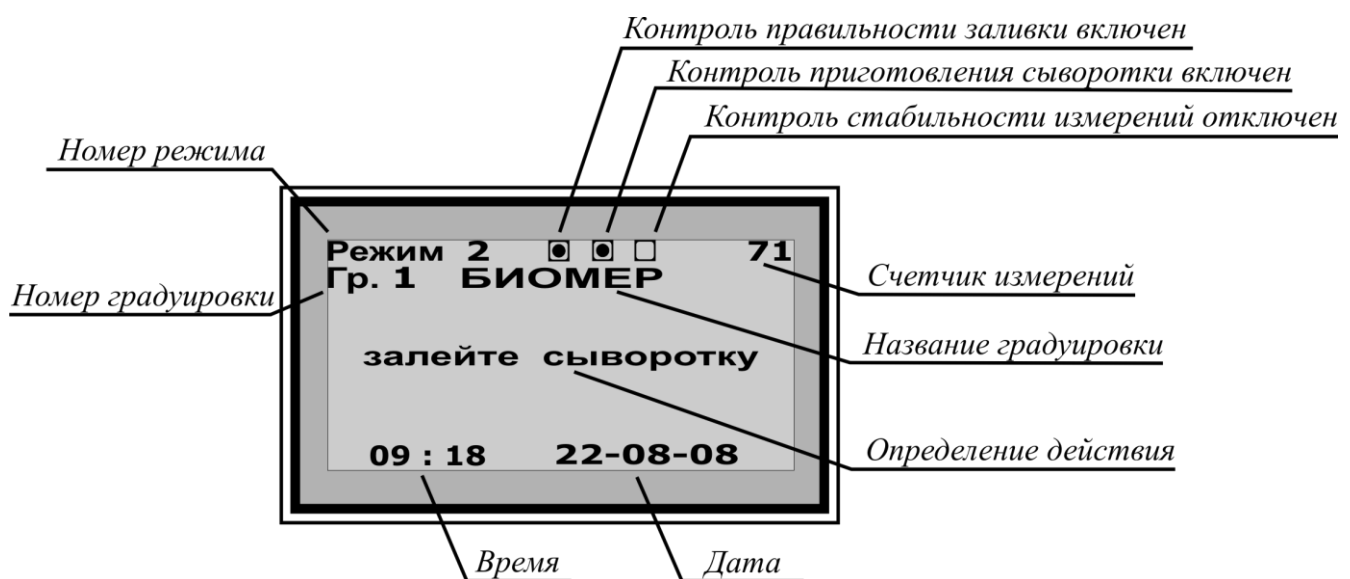 Контроль правильности заливки включен
Контроль приготовления сыворотки включен
Контроль стабильности измерений отключен
Номер режима
Режим 2 71
Гр. 1 БИОМЕР
Счетчик измерений
Номер градуировки
Название градуировки
залейте сыворотку
Определение действия
09 : 18 22-08-08
Время Дата